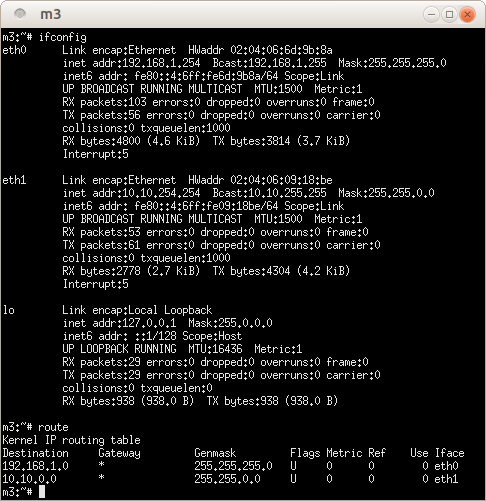 m3
m3:~# ifconfig
eth0      Link encap:Ethernet  HWaddr 02:04:06:6d:9b:8a
          inet addr:192.168.1.254  Bcast:192.168.1.255  Mask:255.255.255.0
          inet6 addr: fe80::4:6ff:fe6d:9b8a/64 Scope:Link
          UP BROADCAST RUNNING MULTICAST  MTU:1500  Metric:1
          RX packets:103 errors:0 dropped:0 overruns:0 frame:0
          TX packets:56 errors:0 dropped:0 overruns:0 carrier:0
          collisions:0 txqueuelen:1000
          RX bytes:4800 (4.6 KiB)  TX bytes:3814 (3.7 KiB)
          Interrupt:5
eth1      Link encap:Ethernet  HWaddr 02:04:06:09:18:be
          inet addr:10.10.254.254  Bcast:10.10.255.255  Mask:255.255.0.0
          inet6 addr: fe80::4:6ff:fe09:18be/64 Scope:Link
          UP BROADCAST RUNNING MULTICAST  MTU:1500  Metric:1
          RX packets:53 errors:0 dropped:0 overruns:0 frame:0
          TX packets:61 errors:0 dropped:0 overruns:0 carrier:0
          collisions:0 txqueuelen:1000
          RX bytes:2778 (2.7 KiB)  TX bytes:4304 (4.2 KiB)
          Interrupt:5
lo        Link encap:Local Loopback
          inet addr:127.0.0.1  Mask:255.0.0.0
          inet6 addr: ::1/128 Scope:Host
          UP LOOPBACK RUNNING  MTU:16436  Metric:1
          RX packets:29 errors:0 dropped:0 overruns:0 frame:0
          TX packets:29 errors:0 dropped:0 overruns:0 carrier:0
          collisions:0 txqueuelen:0
          RX bytes:938 (938.0 B)  TX bytes:938 (938.0 B)
m3:~# route
Kernel IP routing table
Destination     Gateway         Genmask         Flags Metric Ref    Use Iface
192.168.1.0     *               255.255.255.0   U     0      0        0 eth0
10.10.0.0       *               255.255.0.0     U     0      0        0 eth1
m3:~#